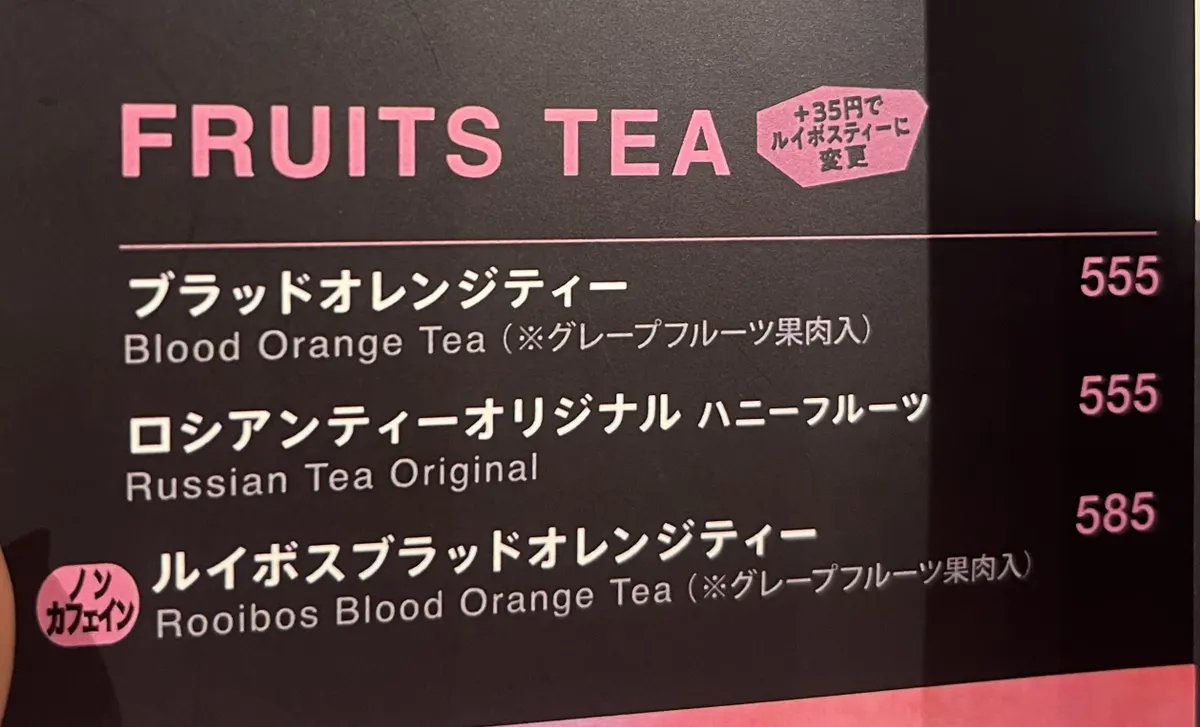 FRUITS TEA
+35円で
ルイボスティーに
変更
ブラッドオレンジティー 555
Blood Orange Tea（※グレープフルーツ果肉入）
ロシアンティーオリジナル ハニーフルーツ 555
Russian Tea Original
ノン
カフェイン
ルイボスブラッドオレンジティー 585
Rooibos Blood Orange Tea（※グレープフルーツ果肉入）